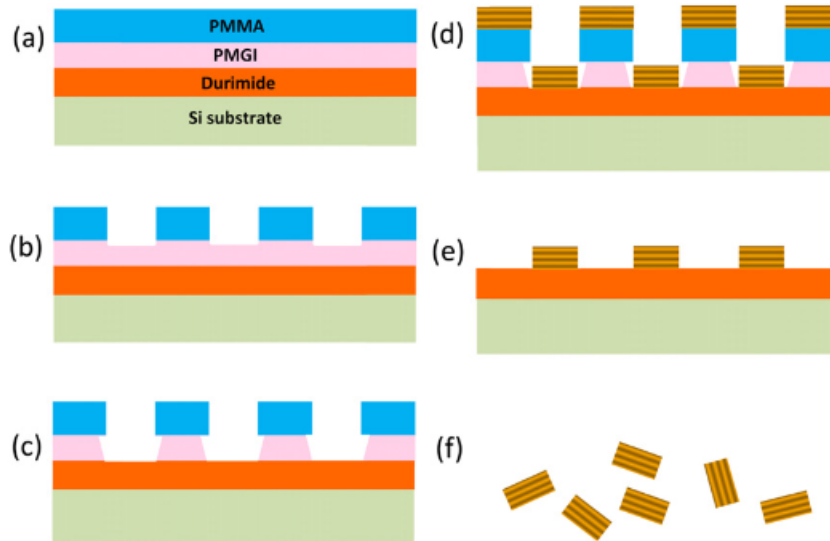 (a)
PMMA
PMGI
Durimide
Si substrate
(b)
(c)
(d)
(e)
(f)